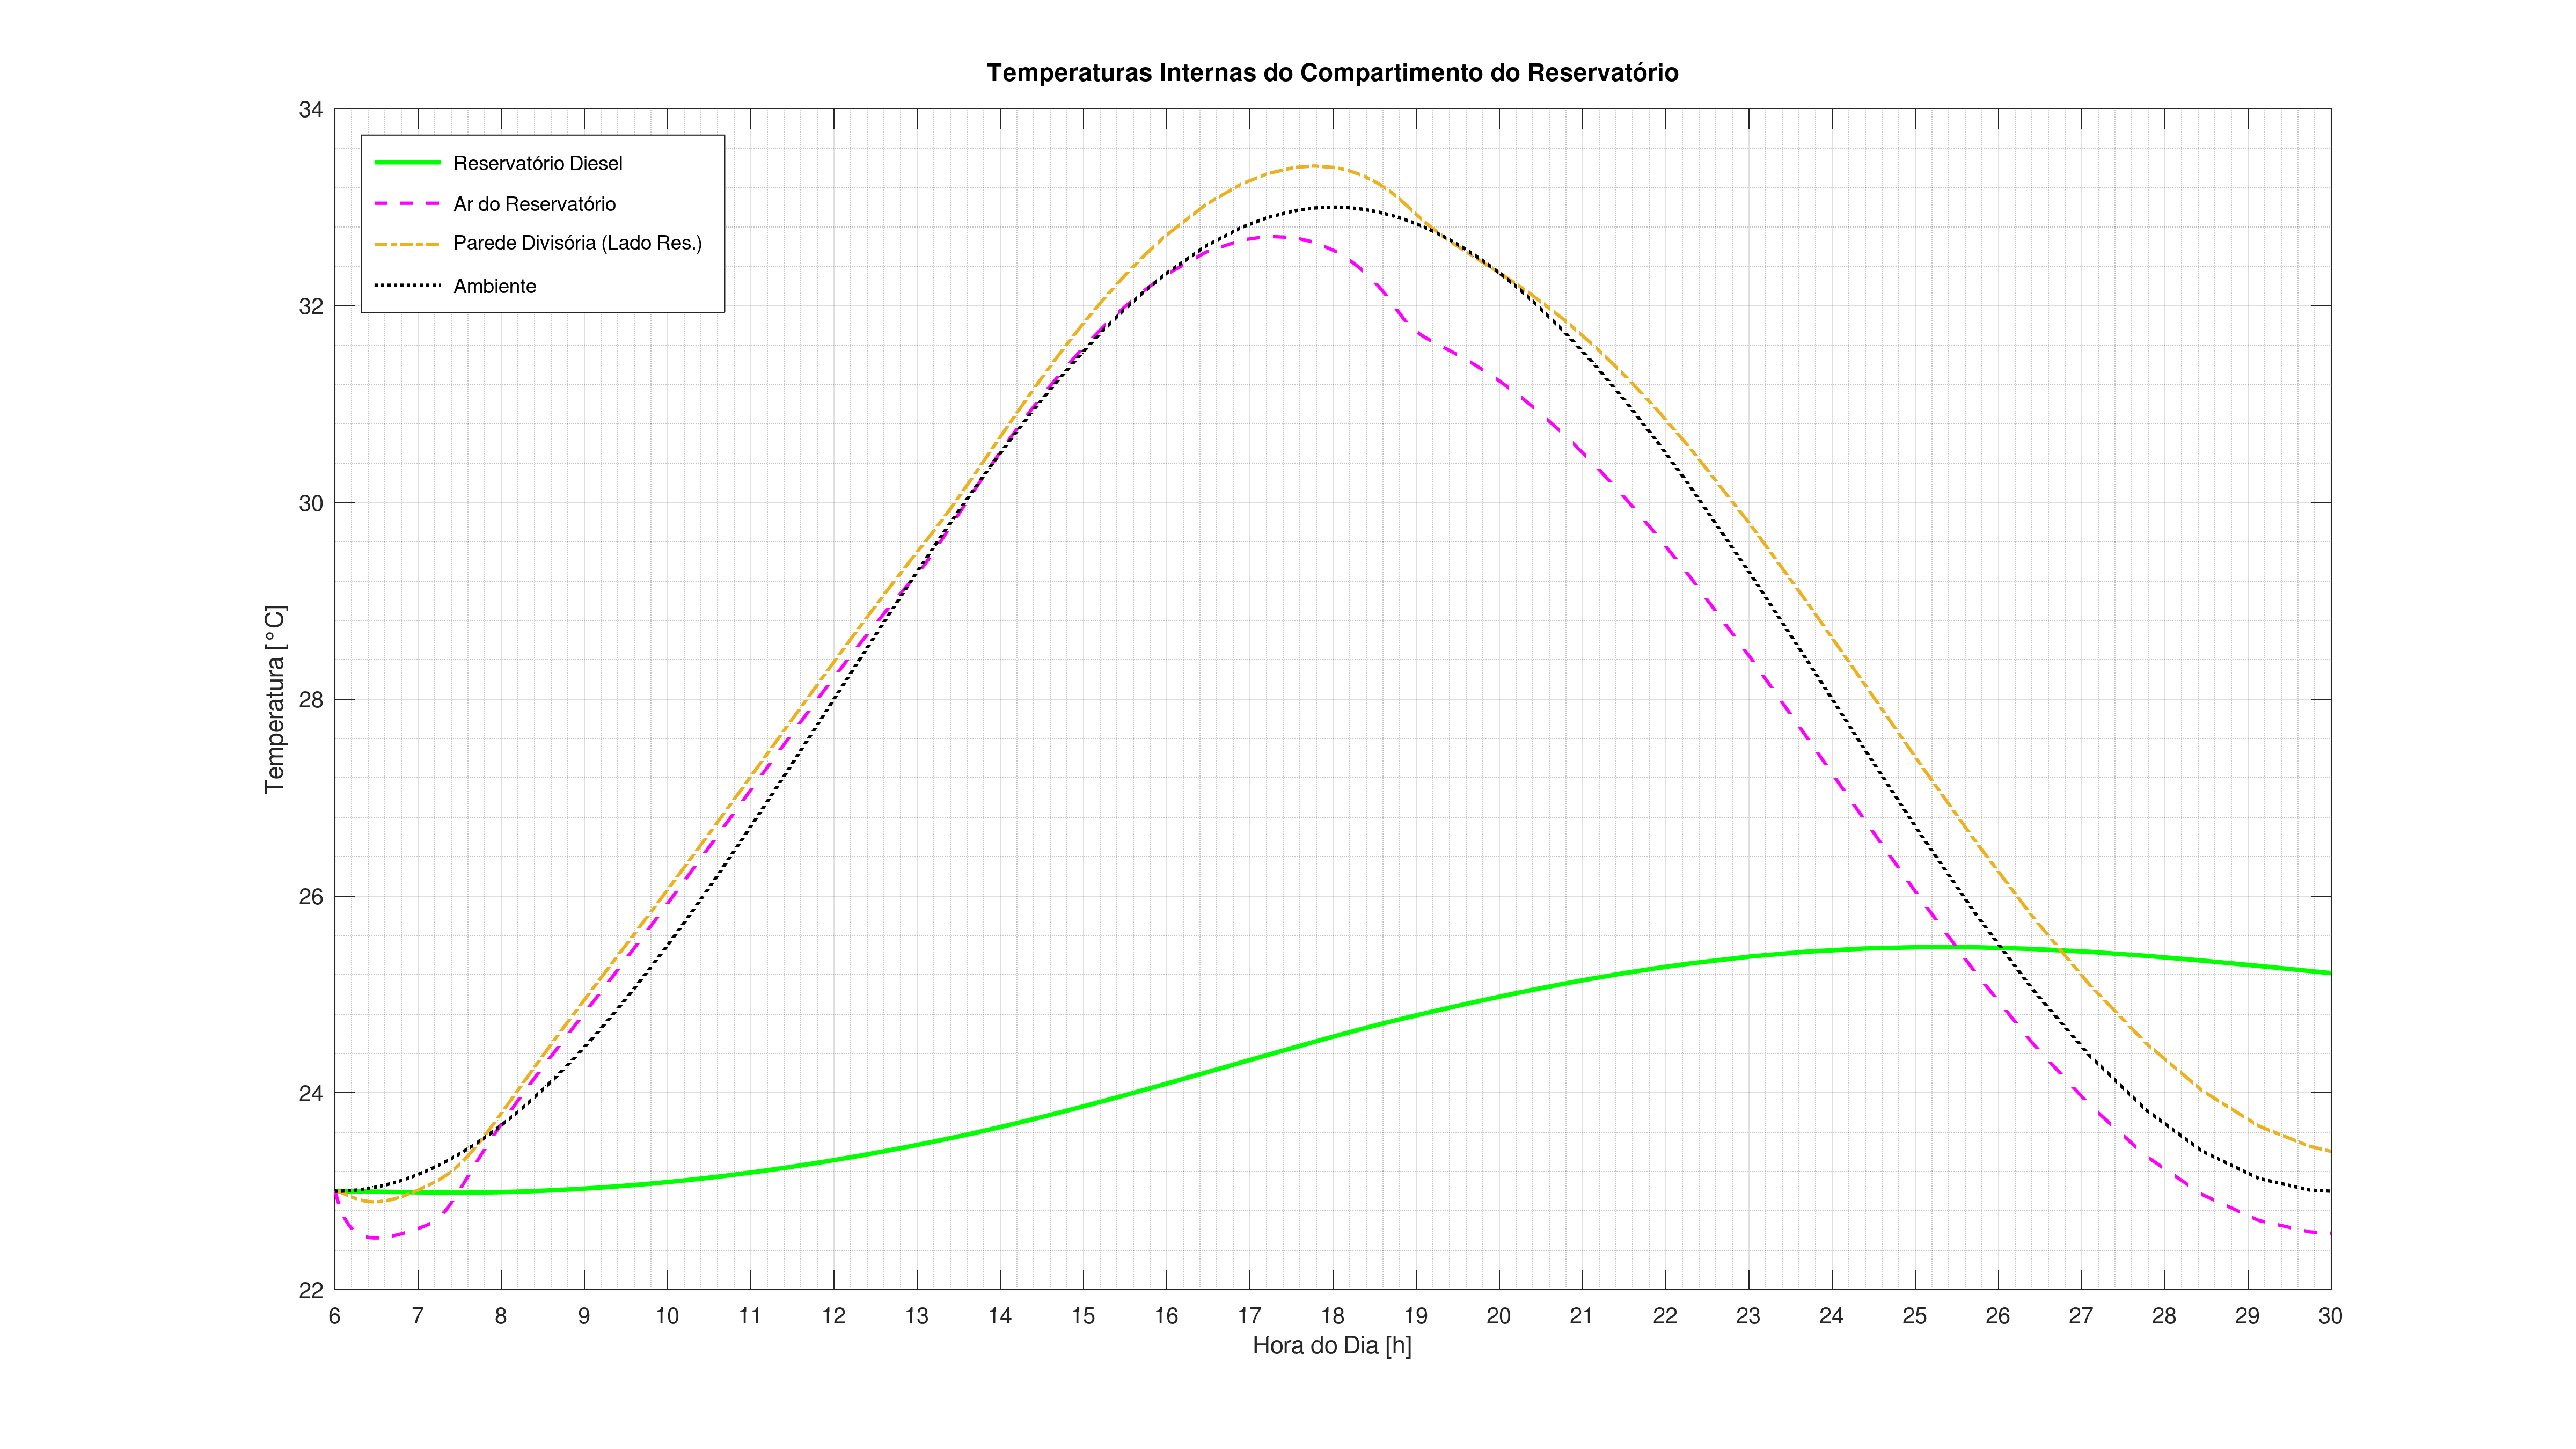 Temperaturas Internas do Compartimento do Reservatório
34
32
30
28
26
24
22
Temperatura [°C]
Reservatório Diesel
Ar do Reservatório
Parede Divisória (Lado Res.)
Ambiente
6 7 8 9 10 11 12 13 14 15 16 17 18 19 20 21 22 23 24 25 26 27 28 29 30
Hora do Dia [h]